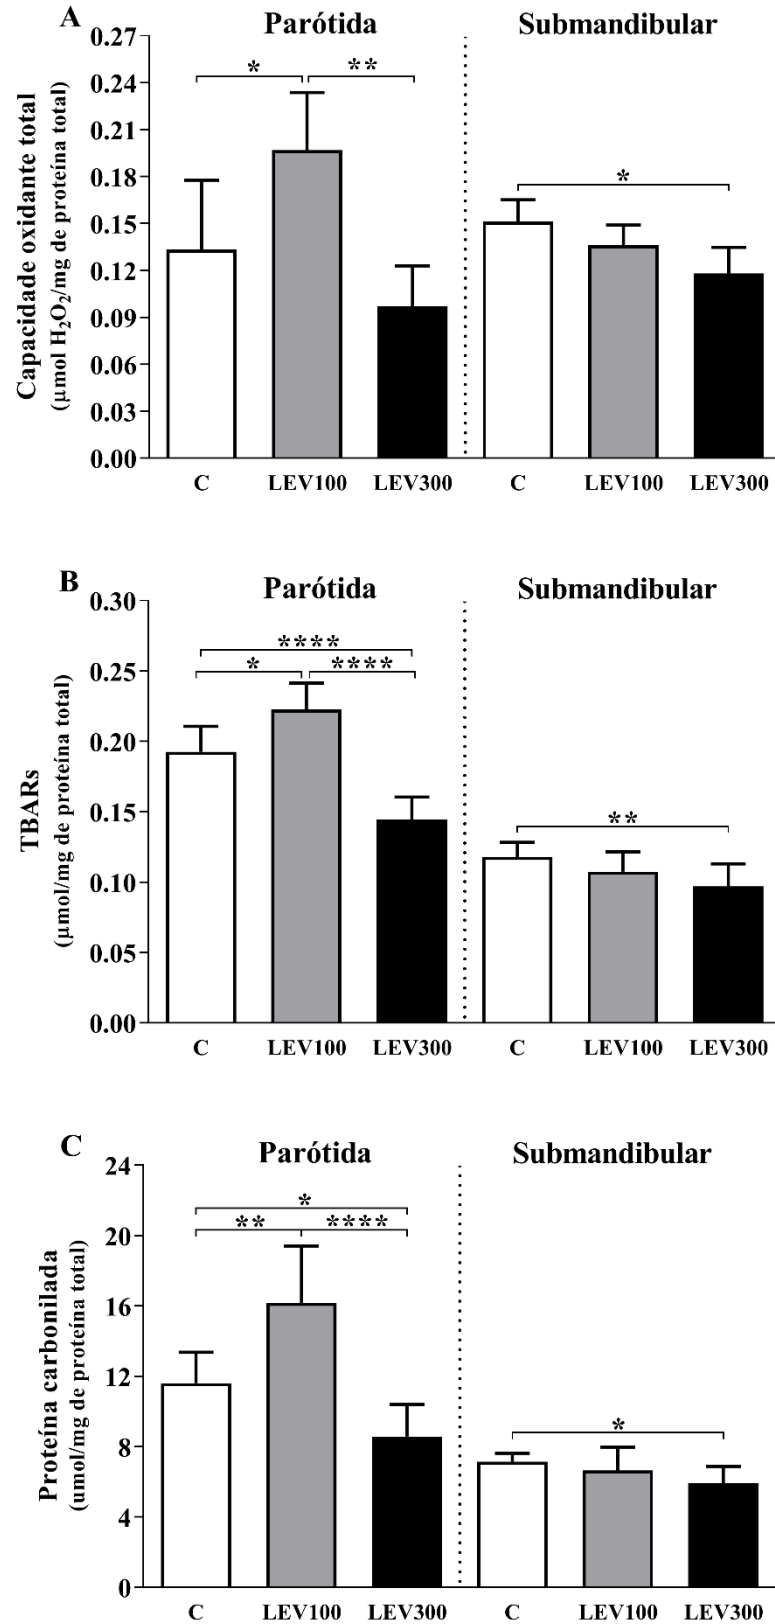 A
Parótida
Submandibular
Capacidade oxidante total
(µmol H₂O₂/mg de proteína total)
0.27
0.24
0.21
0.18
0.15
0.12
0.09
0.06
0.03
0.00
*
**
*
C
LEV100
LEV300
C
LEV100
LEV300
B
Parótida
Submandibular
TBARs
(µmol/mg de proteína total)
0.30
0.25
0.20
0.15
0.10
0.05
0.00
****
*
****
**
C
LEV100
LEV300
C
LEV100
LEV300
C
Parótida
Submandibular
Proteína carbonilada
(umol/mg de proteína total)
24
20
16
12
8
4
0
*
**
****
*
C
LEV100
LEV300
C
LEV100
LEV300